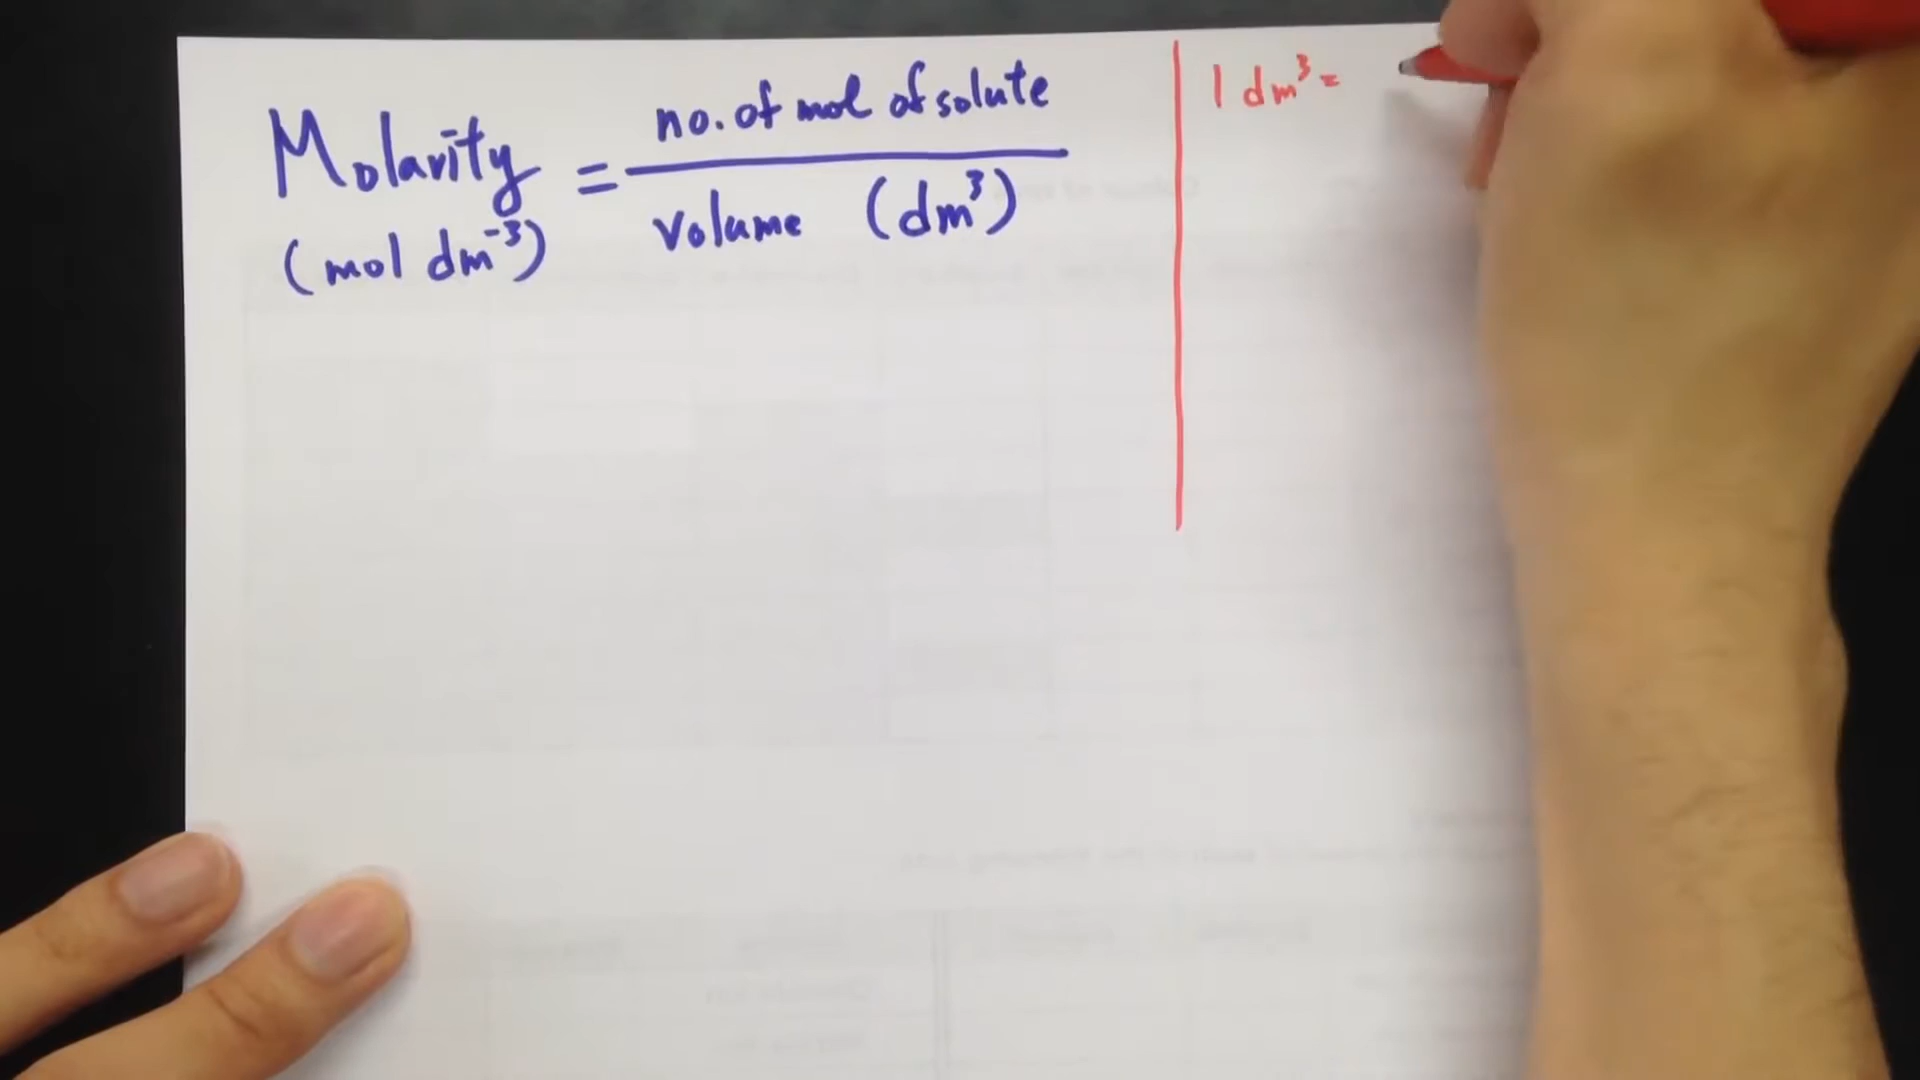 Molarity = no. of mol of solute
(mol dm⁻³) volume (dm³)
1 dm³ =